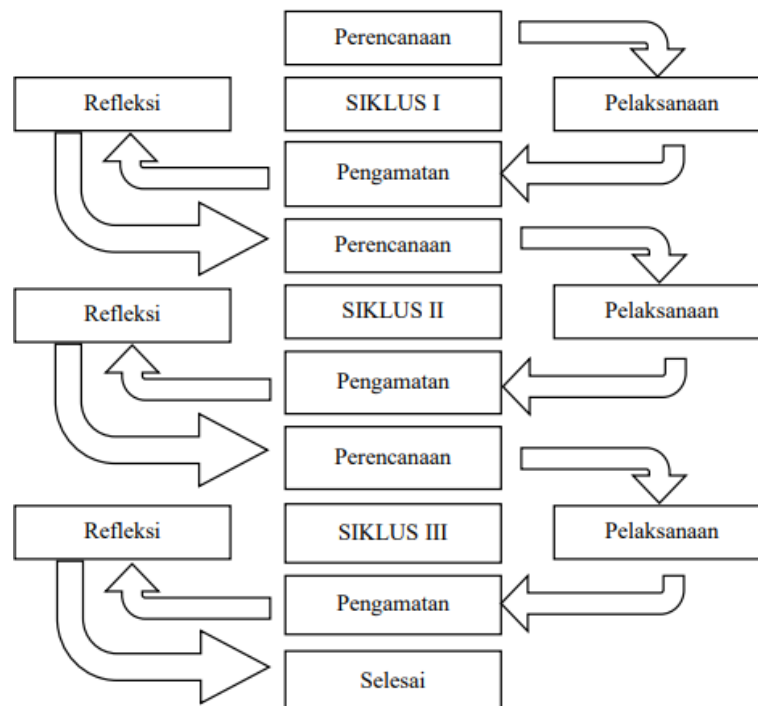 Perencanaan
Refleksi
SIKLUS I
Pelaksanaan
Pengamatan
Perencanaan
Refleksi
SIKLUS II
Pelaksanaan
Pengamatan
Perencanaan
Refleksi
SIKLUS III
Pelaksanaan
Pengamatan
Selesai